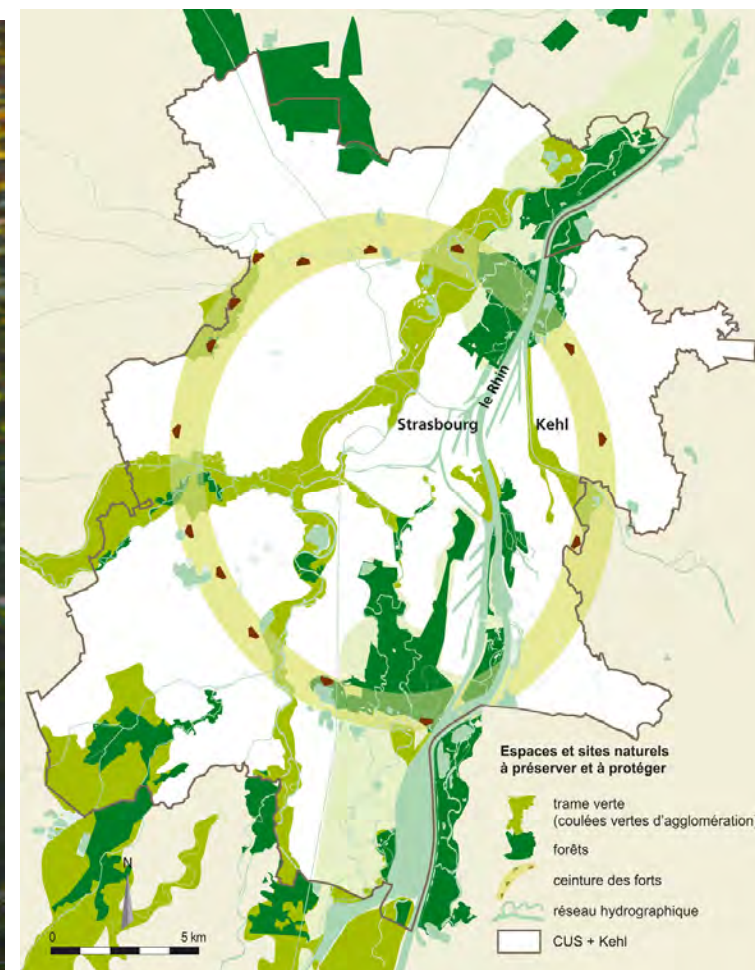 le Rhin
Strasbourg
Kehl
Espaces et sites naturels
à préserver et à protéger
trame verte
(coulées vertes d'agglomération)
forêts
ceinture des forts
réseau hydrographique
CUS + Kehl
N
0 5 km